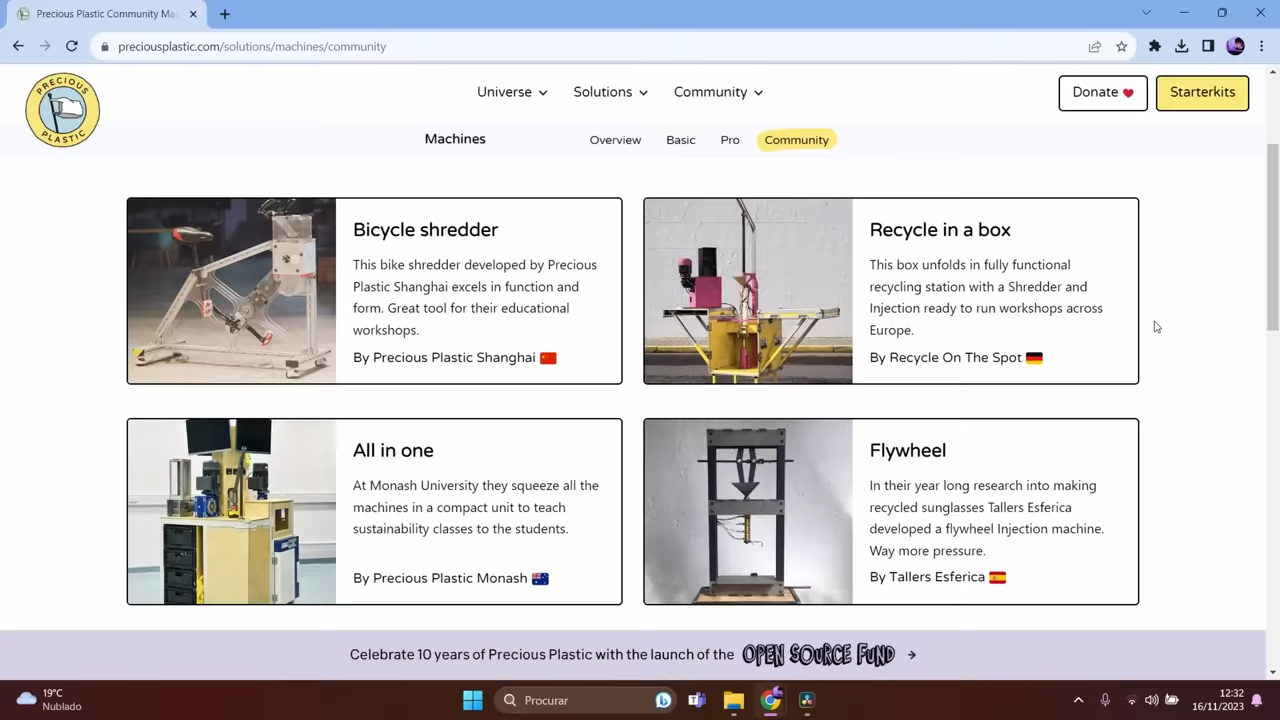 Precious Plastic Community Ma
preciousplastic.com/solutions/machines/community
PRECIOUS PLASTIC
Universe
Solutions
Community
Donate
Starterkits
Machines
Overview
Basic
Pro
Community
Bicycle shredder
This bike shredder developed by Precious
Plastic Shanghai excels in function and
form. Great tool for their educational
workshops.
By Precious Plastic Shanghai
Recycle in a box
This box unfolds in fully functional
recycling station with a Shredder and
Injection ready to run workshops across
Europe.
By Recycle On The Spot
All in one
At Monash University they squeeze all the
machines in a compact unit to teach
sustainability classes to the students.
By Precious Plastic Monash
Flywheel
In their year long research into making
recycled sunglasses Tallers Esferica
developed a flywheel Injection machine.
Way more pressure.
By Tallers Esferica
Celebrate 10 years of Precious Plastic with the launch of the OPEN SOURCE FUND →
19°C
Nublado
Procurar
12:32
16/11/2023